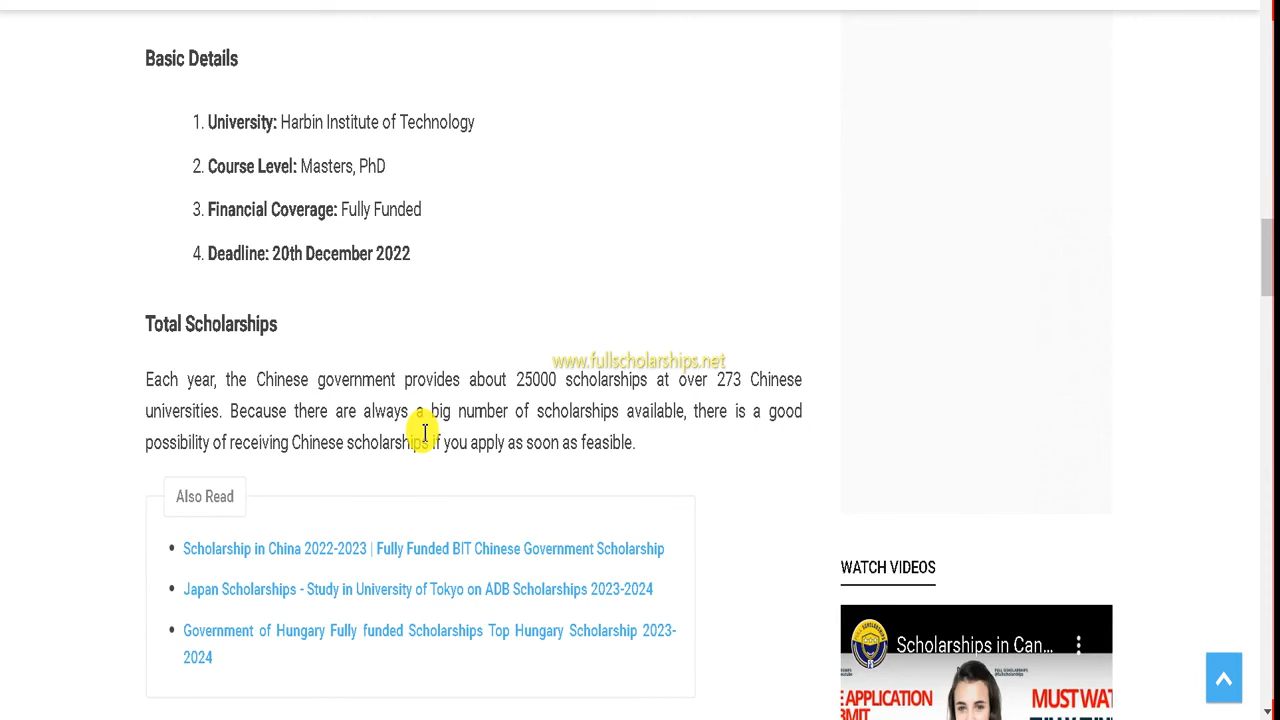 Basic Details
1. University: Harbin Institute of Technology
2. Course Level: Masters, PhD
3. Financial Coverage: Fully Funded
4. Deadline: 20th December 2022
Total Scholarships
www.fullscholarships.net
Each year, the Chinese government provides about 25000 scholarships at over 273 Chinese
universities. Because there are always a big number of scholarships available, there is a good
possibility of receiving Chinese scholarships if you apply as soon as feasible.
Also Read
• Scholarship in China 2022-2023 | Fully Funded BIT Chinese Government Scholarship
• Japan Scholarships - Study in University of Tokyo on ADB Scholarships 2023-2024
• Government of Hungary Fully funded Scholarships Top Hungary Scholarship 2023-
2024
WATCH VIDEOS
Scholarships in Can...
E APPLICATION
MUST WAT